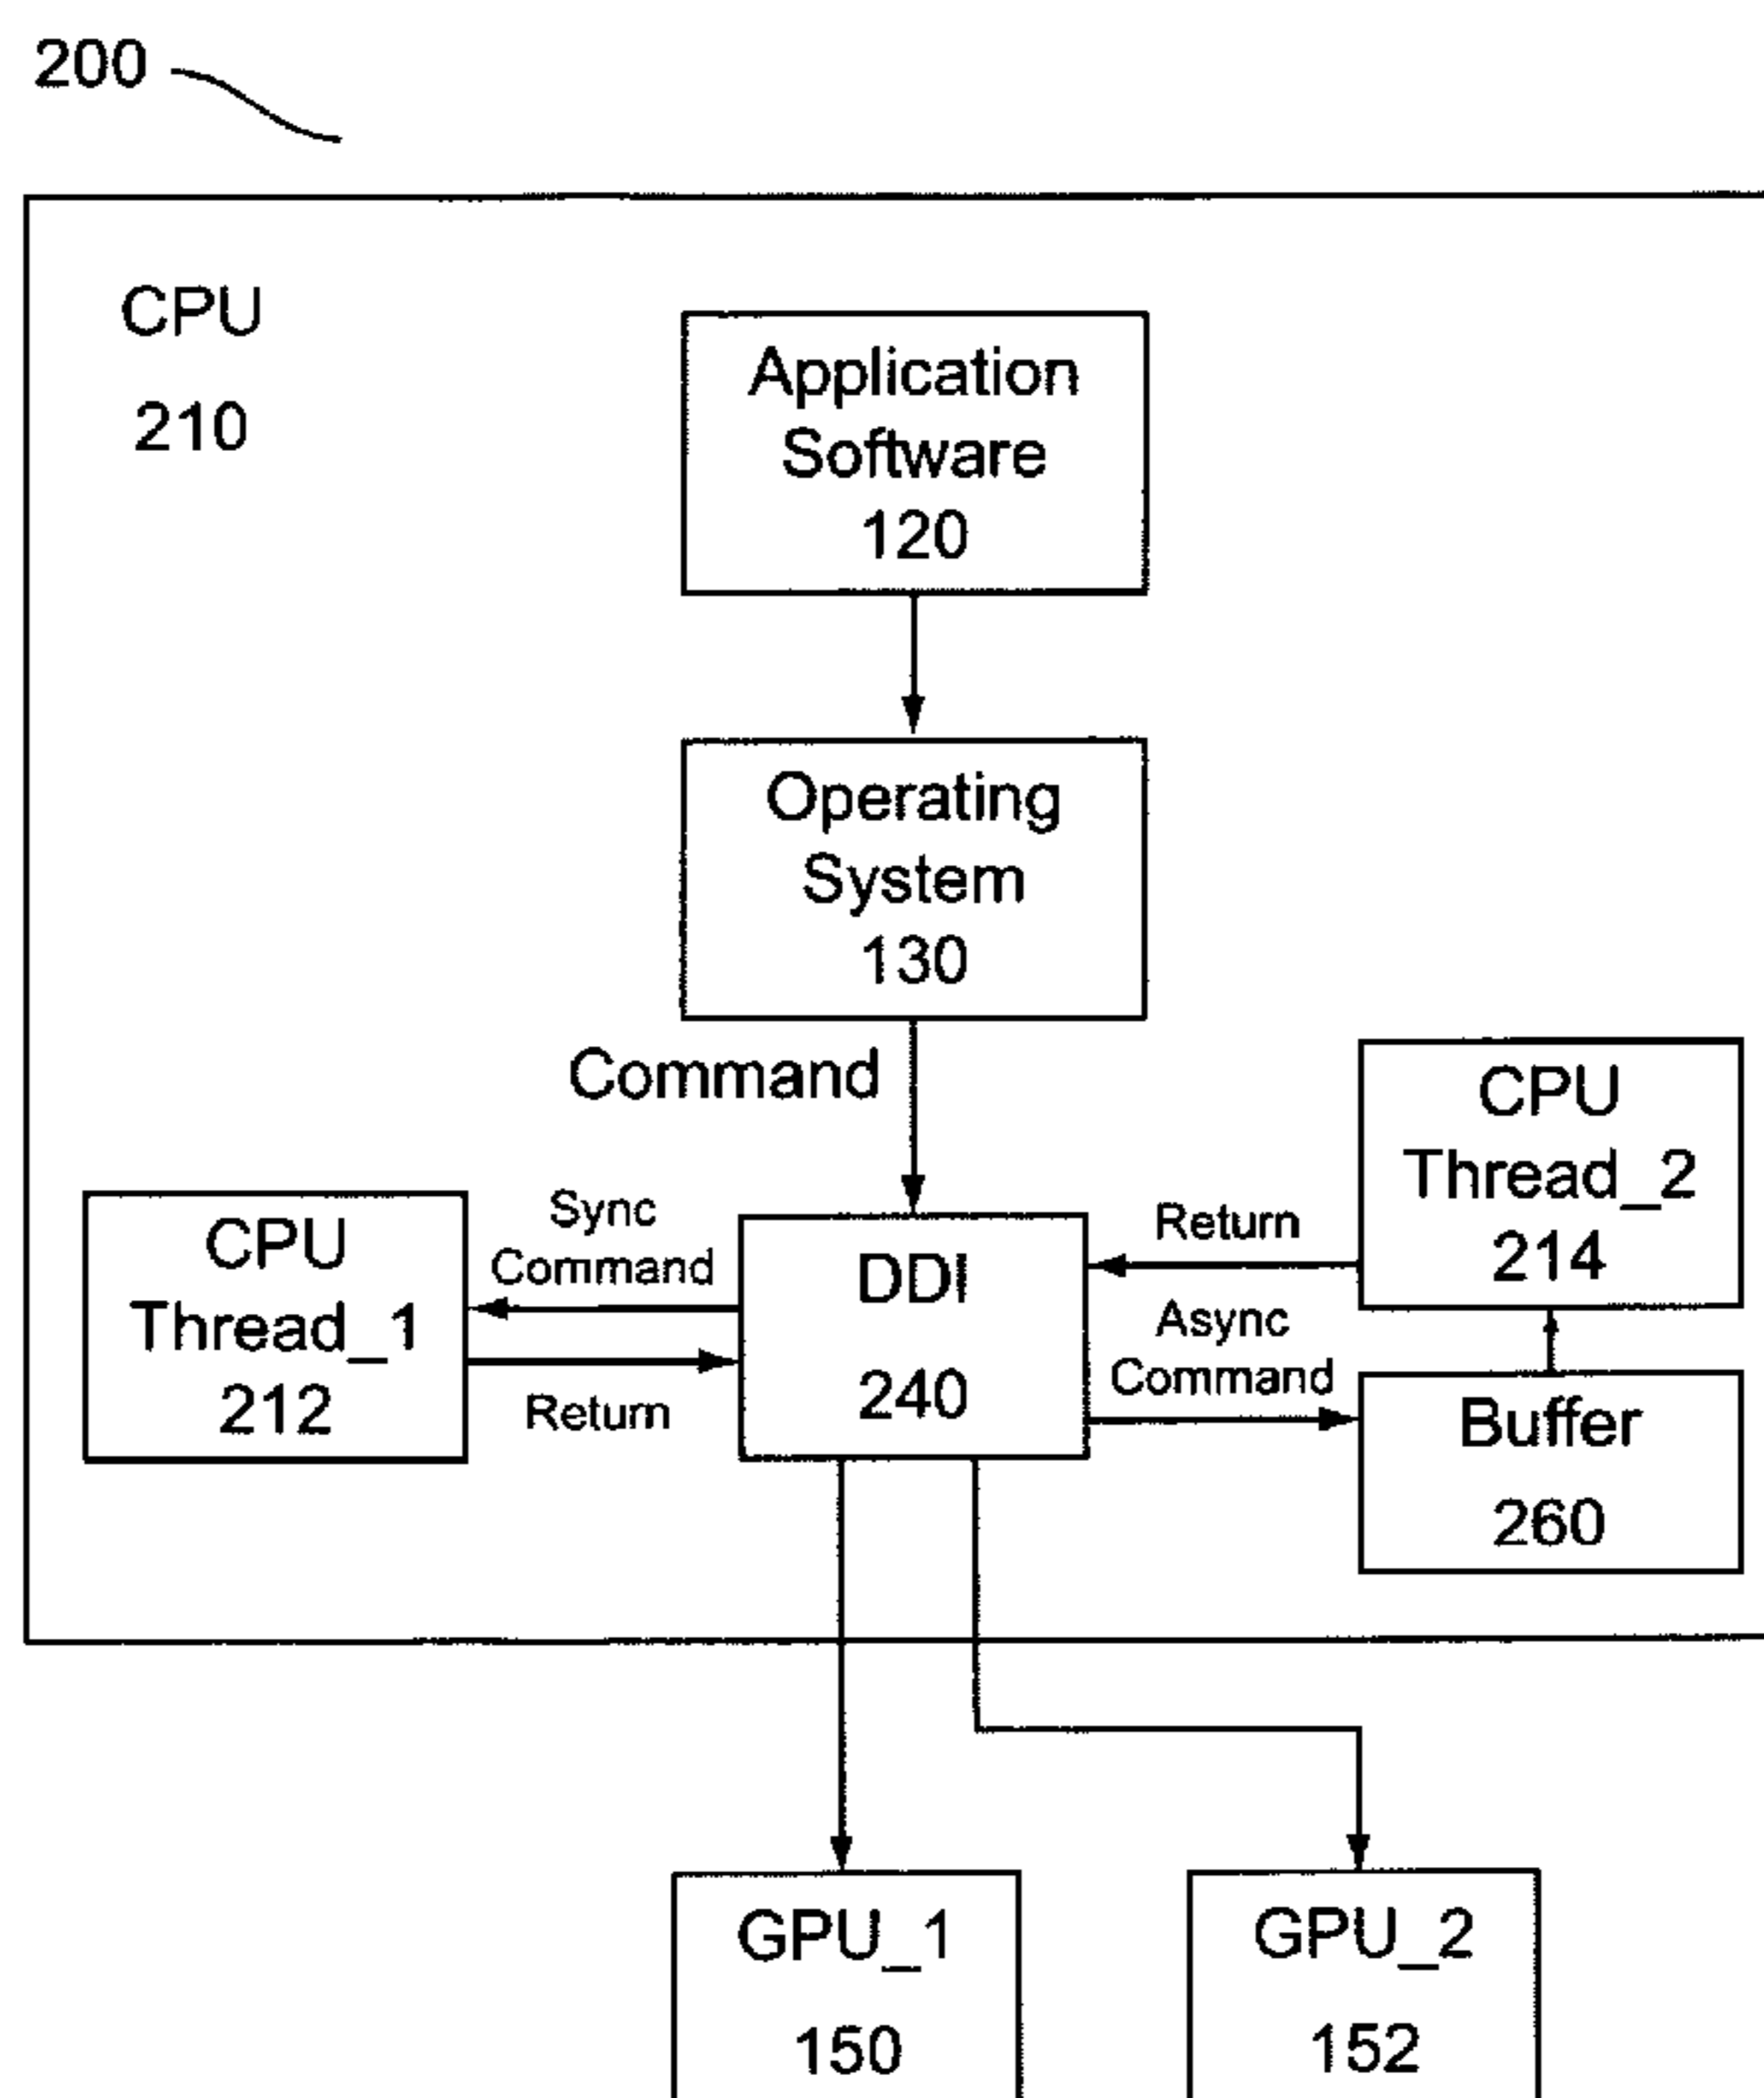 200
CPU
210
Application
Software
120
Operating
System
130
Command
CPU
Thread_2
214
CPU
Thread_1
212
Sync
Command
Return
DDI
240
Return
Async
Command
Buffer
260
GPU_1
150
GPU_2
152